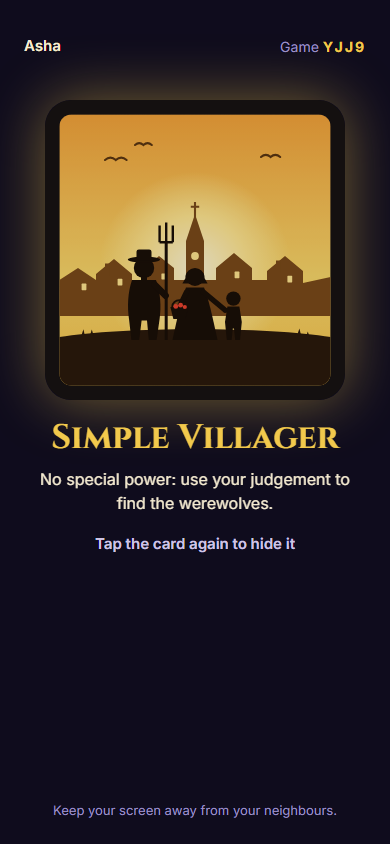 Asha
Game YJJ9
Simple Villager
No special power: use your judgement to
find the werewolves.
Tap the card again to hide it
Keep your screen away from your neighbours.